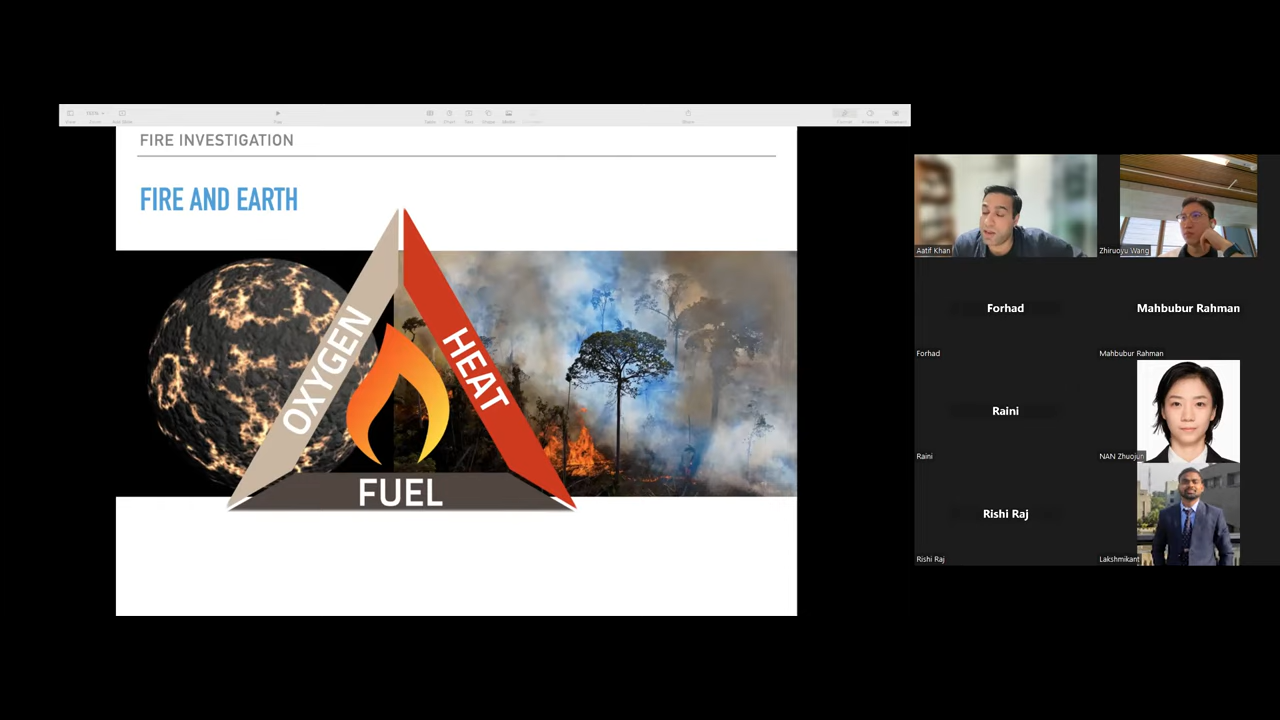 FIRE INVESTIGATION
FIRE AND EARTH
OXYGEN
HEAT
FUEL
Aatif Khan
Zhiruoyu Wang
Forhad
Mahbubur Rahman
Forhad
Mahbubur Rahman
Raini
Raini
NAN Zhuojun
Rishi Raj
Rishi Raj
Lakshmikant